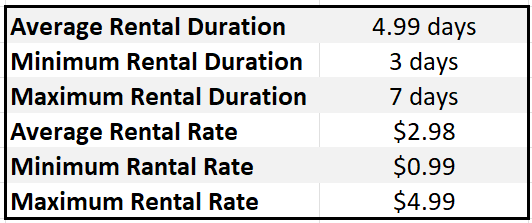 Average Rental Duration 4.99 days
Minimum Rental Duration 3 days
Maximum Rental Duration 7 days
Average Rental Rate $2.98
Minimum Rantal Rate $0.99
Maximum Rental Rate $4.99